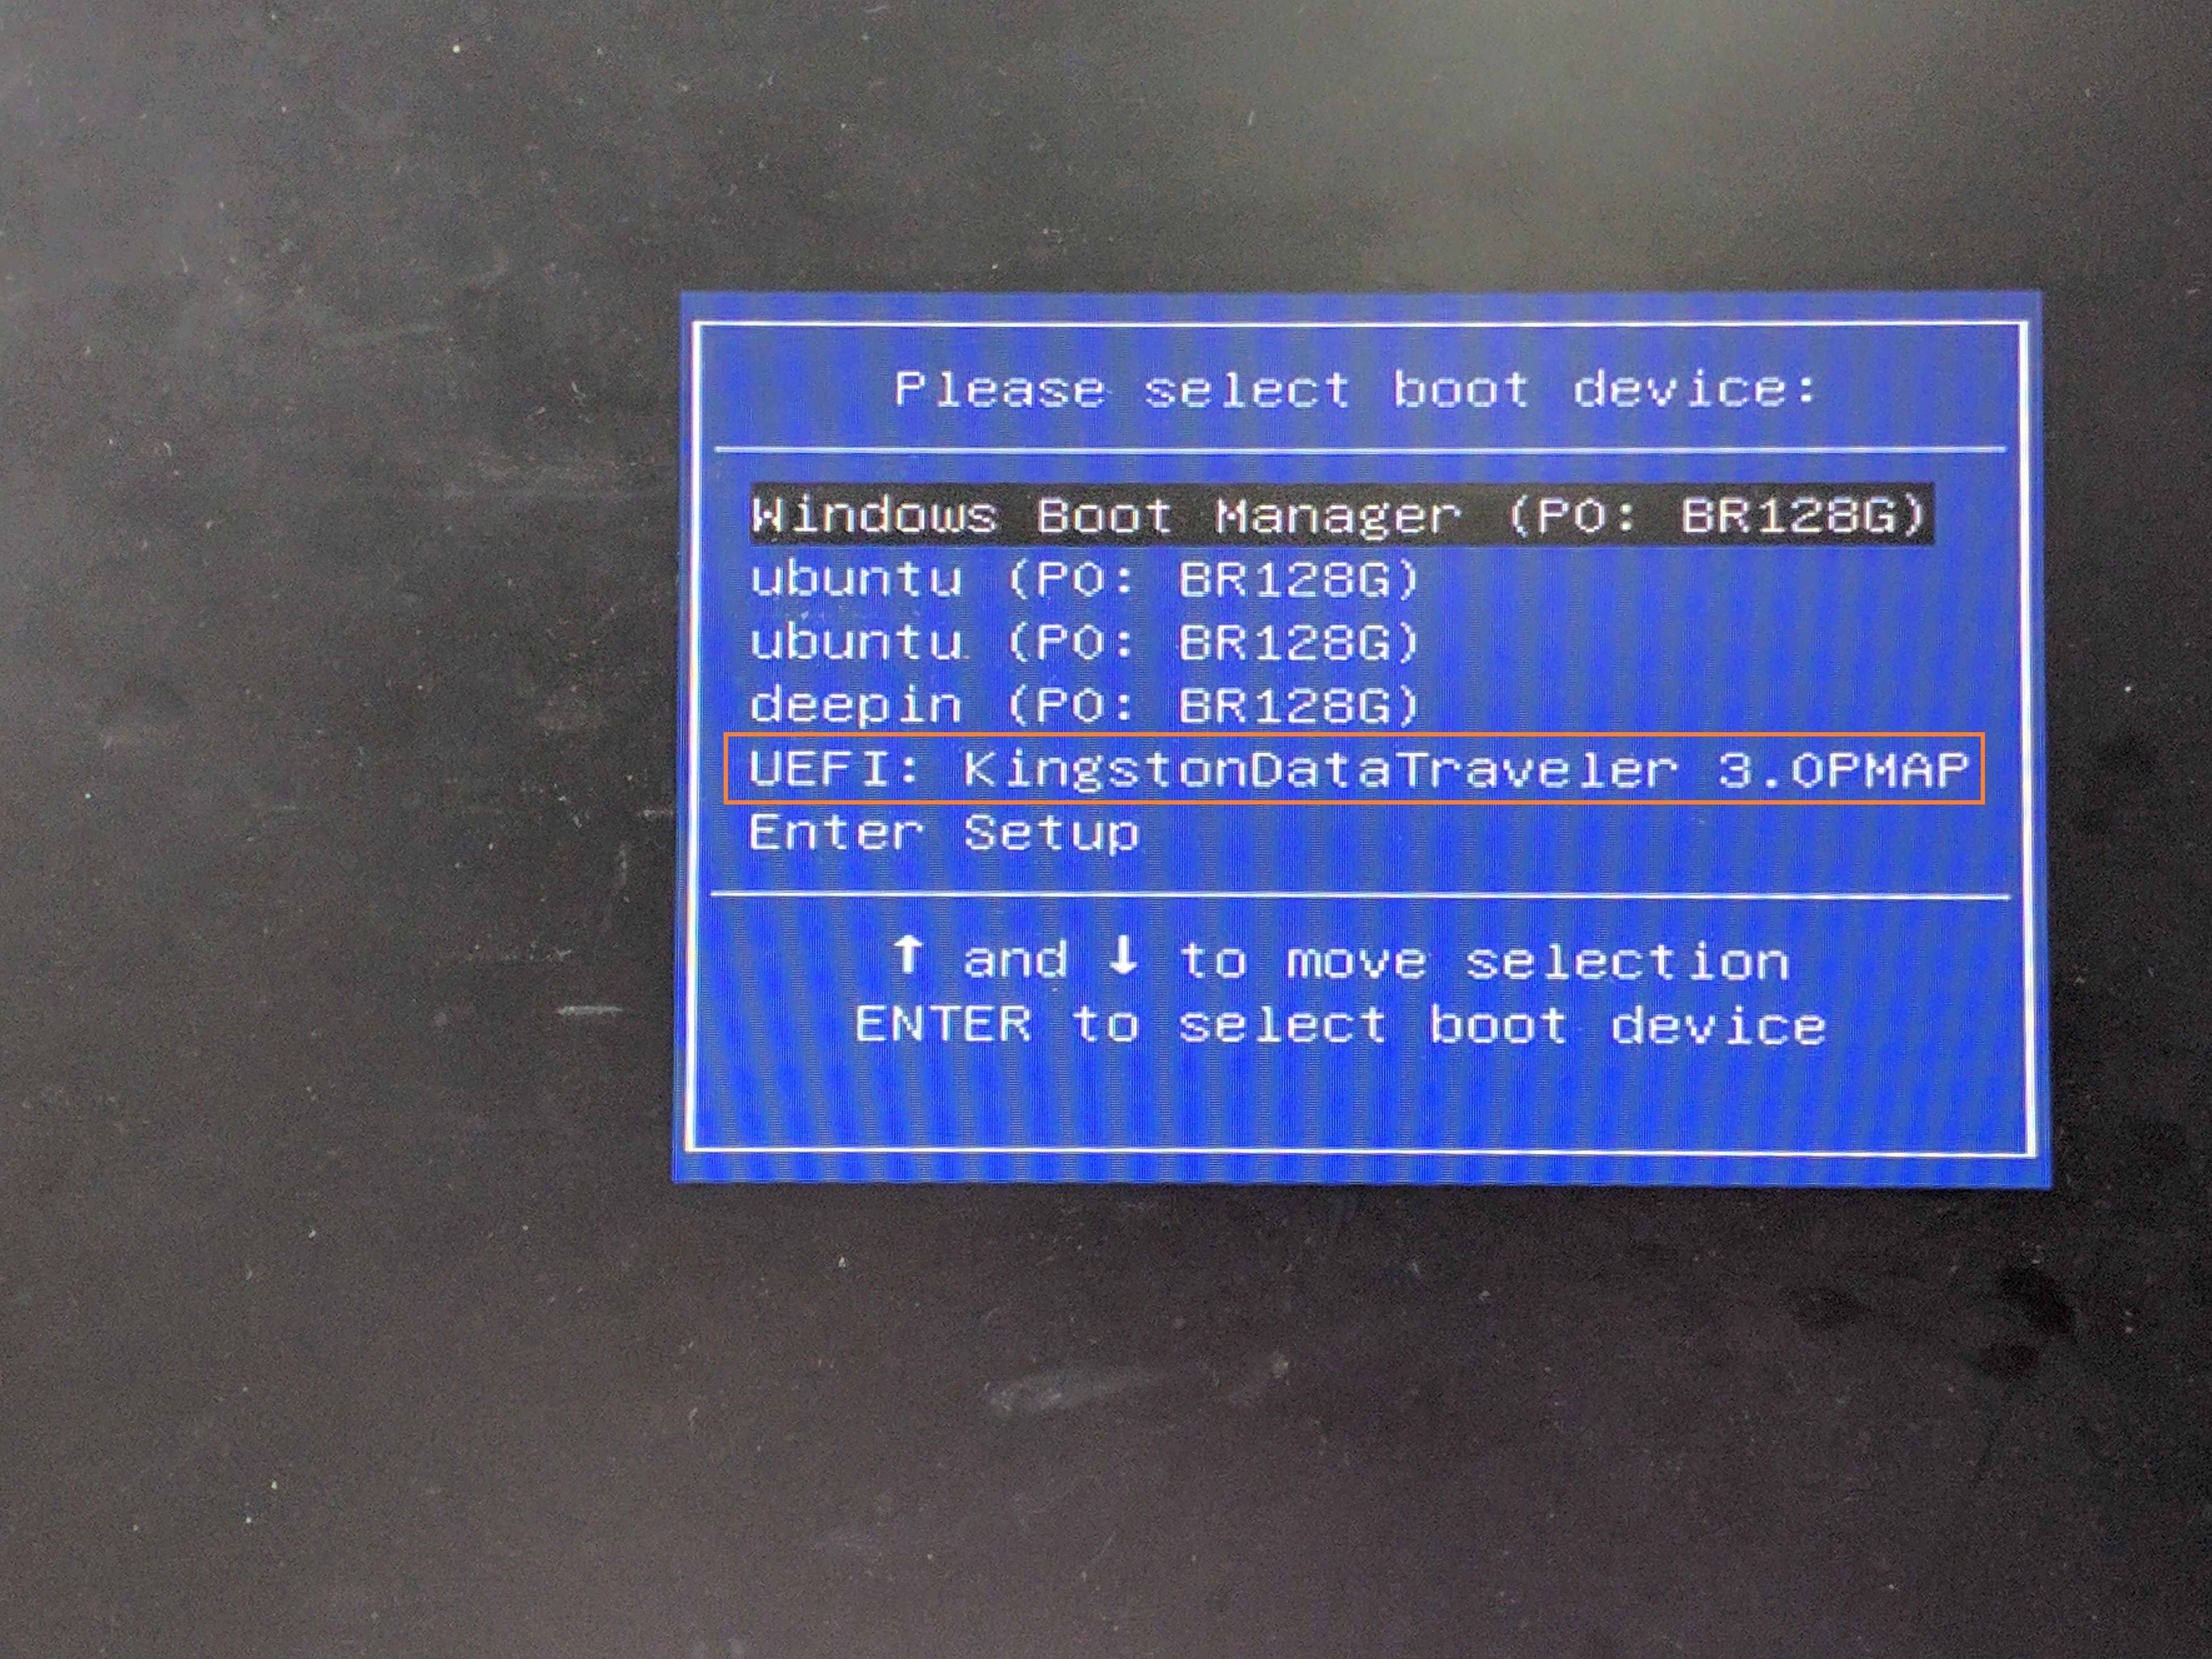 Please select boot device:
Windows Boot Manager (P0: BR128G)
ubuntu (P0: BR128G)
ubuntu (P0: BR128G)
deepin (P0: BR128G)
UEFI: KingstonDataTraveler 3.0PMAP
Enter Setup
↑ and ↓ to move selection
ENTER to select boot device